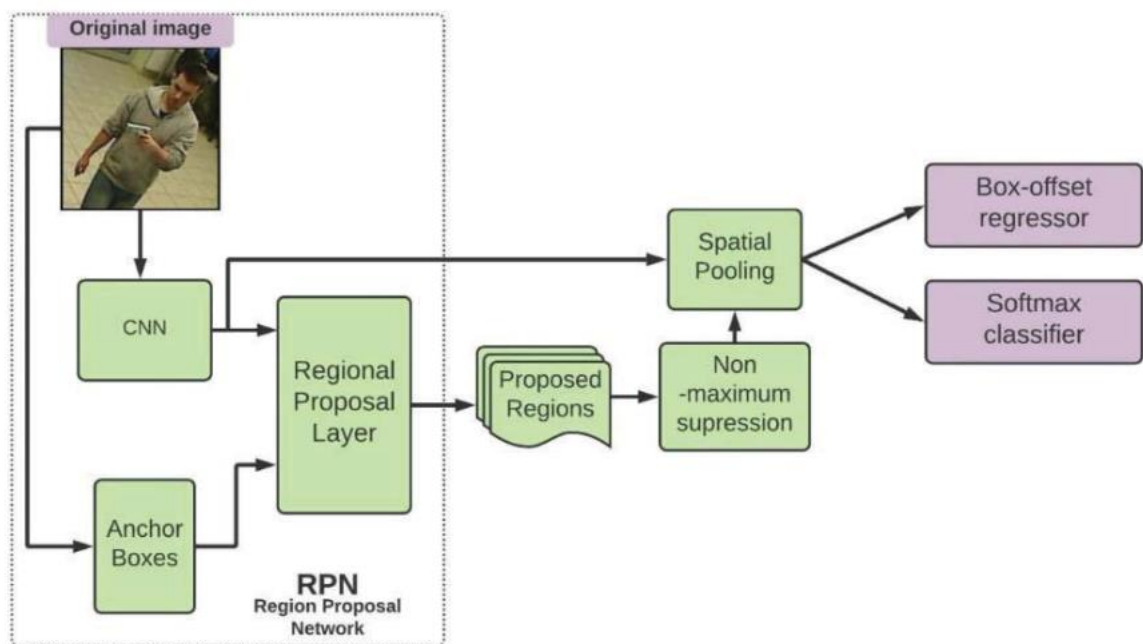 Original image
CNN
Regional
Proposal
Layer
Anchor
Boxes
RPN
Region Proposal
Network
Proposed
Regions
Non
-maximum
supression
Spatial
Pooling
Box-offset
regressor
Softmax
classifier